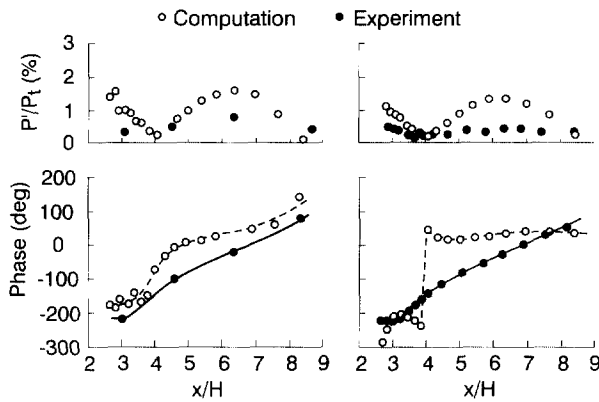 ○ Computation ● Experiment
P'/Pt (%)
3
2
1
0
Phase (deg)
200
100
0
-100
-200
-300
2 3 4 5 6 7 8 9
x/H
2 3 4 5 6 7 8 9
x/H